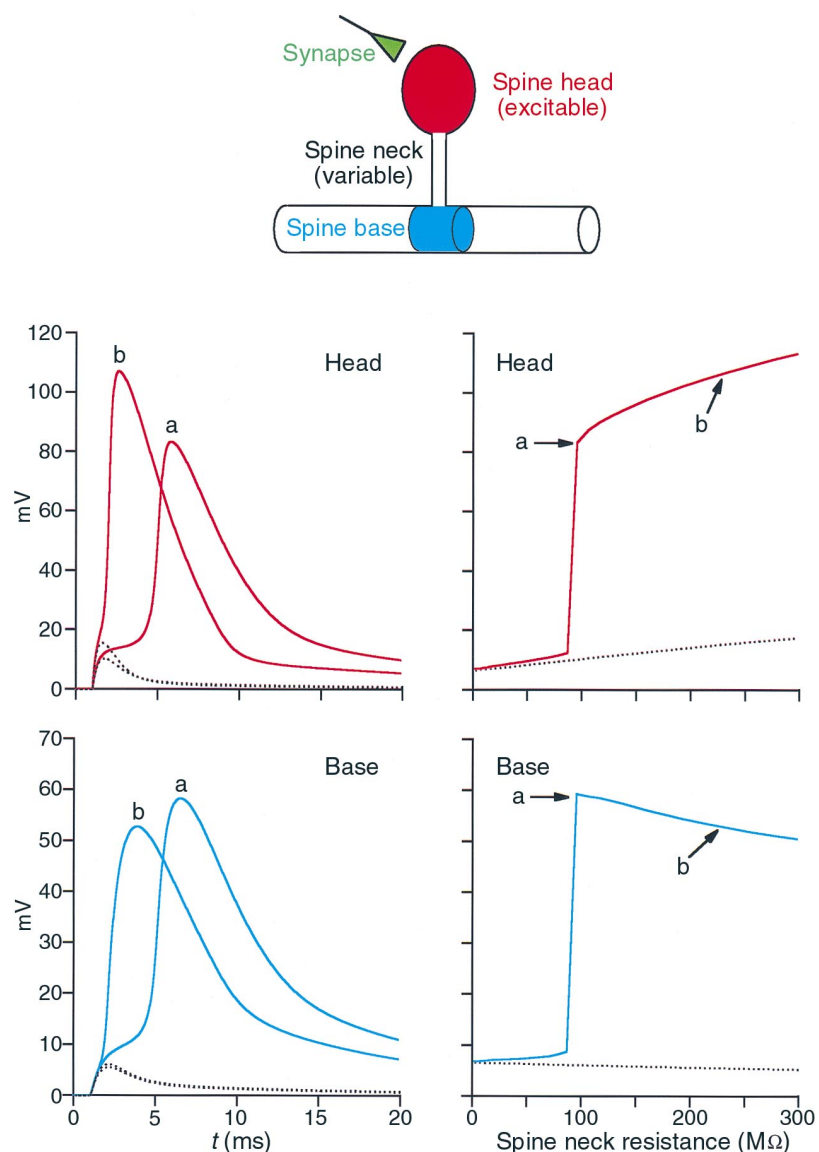 Synapse
Spine head
(excitable)
Spine neck
(variable)
Spine base
120
100
80
60
40
20
0
mV
b
a
Head
Head
a
b
70
60
50
40
30
20
10
0
mV
b
a
Base
Base
a
b
0
5
10
15
20
t (ms)
0
100
200
300
Spine neck resistance (MΩ)